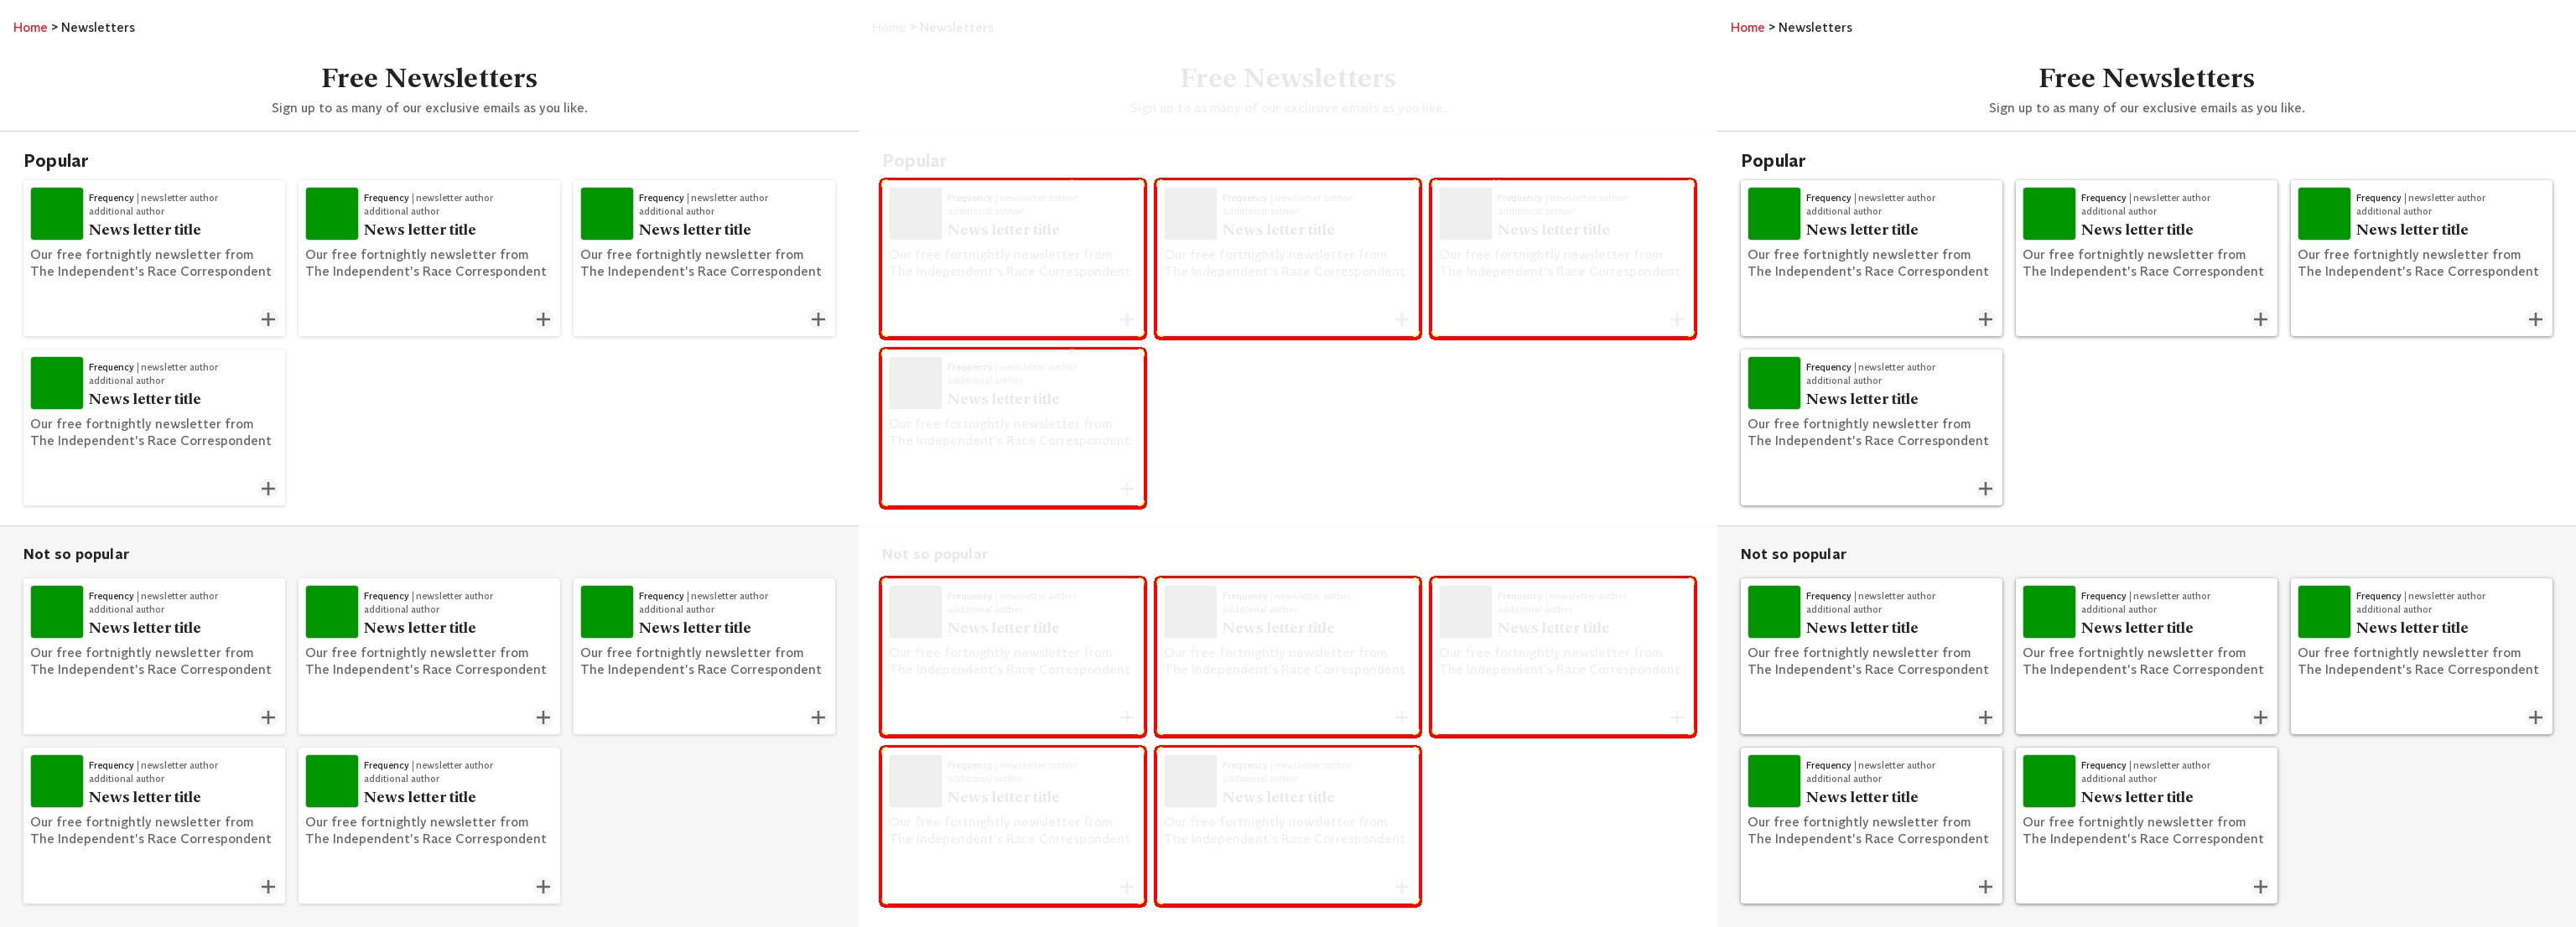 Home > Newsletters
Free Newsletters
Sign up to as many of our exclusive emails as you like.
Popular
Frequency | newsletter author
additional author
News letter title
Our free fortnightly newsletter from
The Independent's Race Correspondent
Frequency | newsletter author
additional author
News letter title
Our free fortnightly newsletter from
The Independent's Race Correspondent
Frequency | newsletter author
additional author
News letter title
Our free fortnightly newsletter from
The Independent's Race Correspondent
Frequency | newsletter author
additional author
News letter title
Our free fortnightly newsletter from
The Independent's Race Correspondent
Not so popular
Frequency | newsletter author
additional author
News letter title
Our free fortnightly newsletter from
The Independent's Race Correspondent
Frequency | newsletter author
additional author
News letter title
Our free fortnightly newsletter from
The Independent's Race Correspondent
Frequency | newsletter author
additional author
News letter title
Our free fortnightly newsletter from
The Independent's Race Correspondent
Frequency | newsletter author
additional author
News letter title
Our free fortnightly newsletter from
The Independent's Race Correspondent
Frequency | newsletter author
additional author
News letter title
Our free fortnightly newsletter from
The Independent's Race Correspondent
Home > Newsletters
Free Newsletters
Sign up to as many of our exclusive emails as you like.
Popular
Frequency | newsletter author
additional author
News letter title
Our free fortnightly newsletter from
The Independent's Race Correspondent
Frequency | newsletter author
additional author
News letter title
Our free fortnightly newsletter from
The Independent's Race Correspondent
Frequency | newsletter author
additional author
News letter title
Our free fortnightly newsletter from
The Independent's Race Correspondent
Frequency | newsletter author
additional author
News letter title
Our free fortnightly newsletter from
The Independent's Race Correspondent
Not so popular
Frequency | newsletter author
additional author
News letter title
Our free fortnightly newsletter from
The Independent's Race Correspondent
Frequency | newsletter author
additional author
News letter title
Our free fortnightly newsletter from
The Independent's Race Correspondent
Frequency | newsletter author
additional author
News letter title
Our free fortnightly newsletter from
The Independent's Race Correspondent
Frequency | newsletter author
additional author
News letter title
Our free fortnightly newsletter from
The Independent's Race Correspondent
Frequency | newsletter author
additional author
News letter title
Our free fortnightly newsletter from
The Independent's Race Correspondent
Home > Newsletters
Free Newsletters
Sign up to as many of our exclusive emails as you like.
Popular
Frequency | newsletter author
additional author
News letter title
Our free fortnightly newsletter from
The Independent's Race Correspondent
Frequency | newsletter author
additional author
News letter title
Our free fortnightly newsletter from
The Independent's Race Correspondent
Frequency | newsletter author
additional author
News letter title
Our free fortnightly newsletter from
The Independent's Race Correspondent
Frequency | newsletter author
additional author
News letter title
Our free fortnightly newsletter from
The Independent's Race Correspondent
Not so popular
Frequency | newsletter author
additional author
News letter title
Our free fortnightly newsletter from
The Independent's Race Correspondent
Frequency | newsletter author
additional author
News letter title
Our free fortnightly newsletter from
The Independent's Race Correspondent
Frequency | newsletter author
additional author
News letter title
Our free fortnightly newsletter from
The Independent's Race Correspondent
Frequency | newsletter author
additional author
News letter title
Our free fortnightly newsletter from
The Independent's Race Correspondent
Frequency | newsletter author
additional author
News letter title
Our free fortnightly newsletter from
The Independent's Race Correspondent